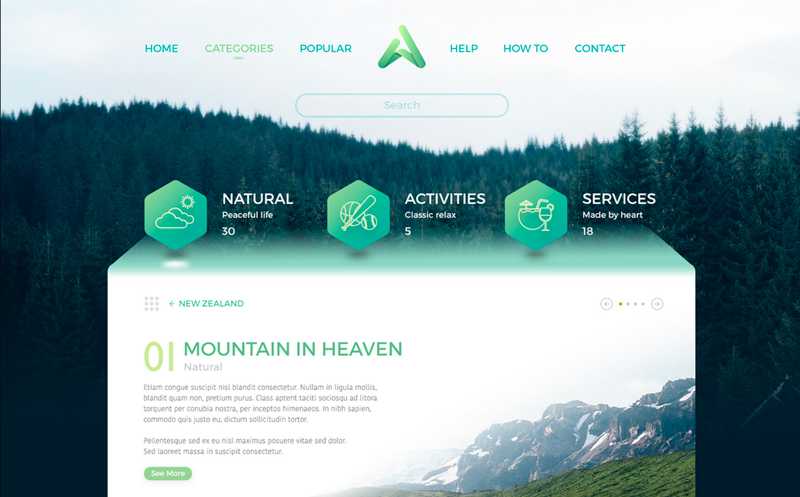 HOME
CATEGORIES
POPULAR
HELP
HOW TO
CONTACT
Search
NATURAL
Peaceful life
30
ACTIVITIES
Classic relax
5
SERVICES
Made by heart
18
← NEW ZEALAND
01
MOUNTAIN IN HEAVEN
Natural
Etiam congue suscipit nisl blandit consectetur. Nullam in ligula mollis,
blandit quam non, pretium purus. Class aptent taciti sociosqu ad litora
torquent per conubia nostra, per inceptos himenaeos. In nibh sapien,
commodo quis justo eu, dictum sollicitudin tortor.
Pellentesque sed ex eu nisl maximus posuere vitae sed dolor.
Sed laoreet massa in suscipit consectetur.
See More